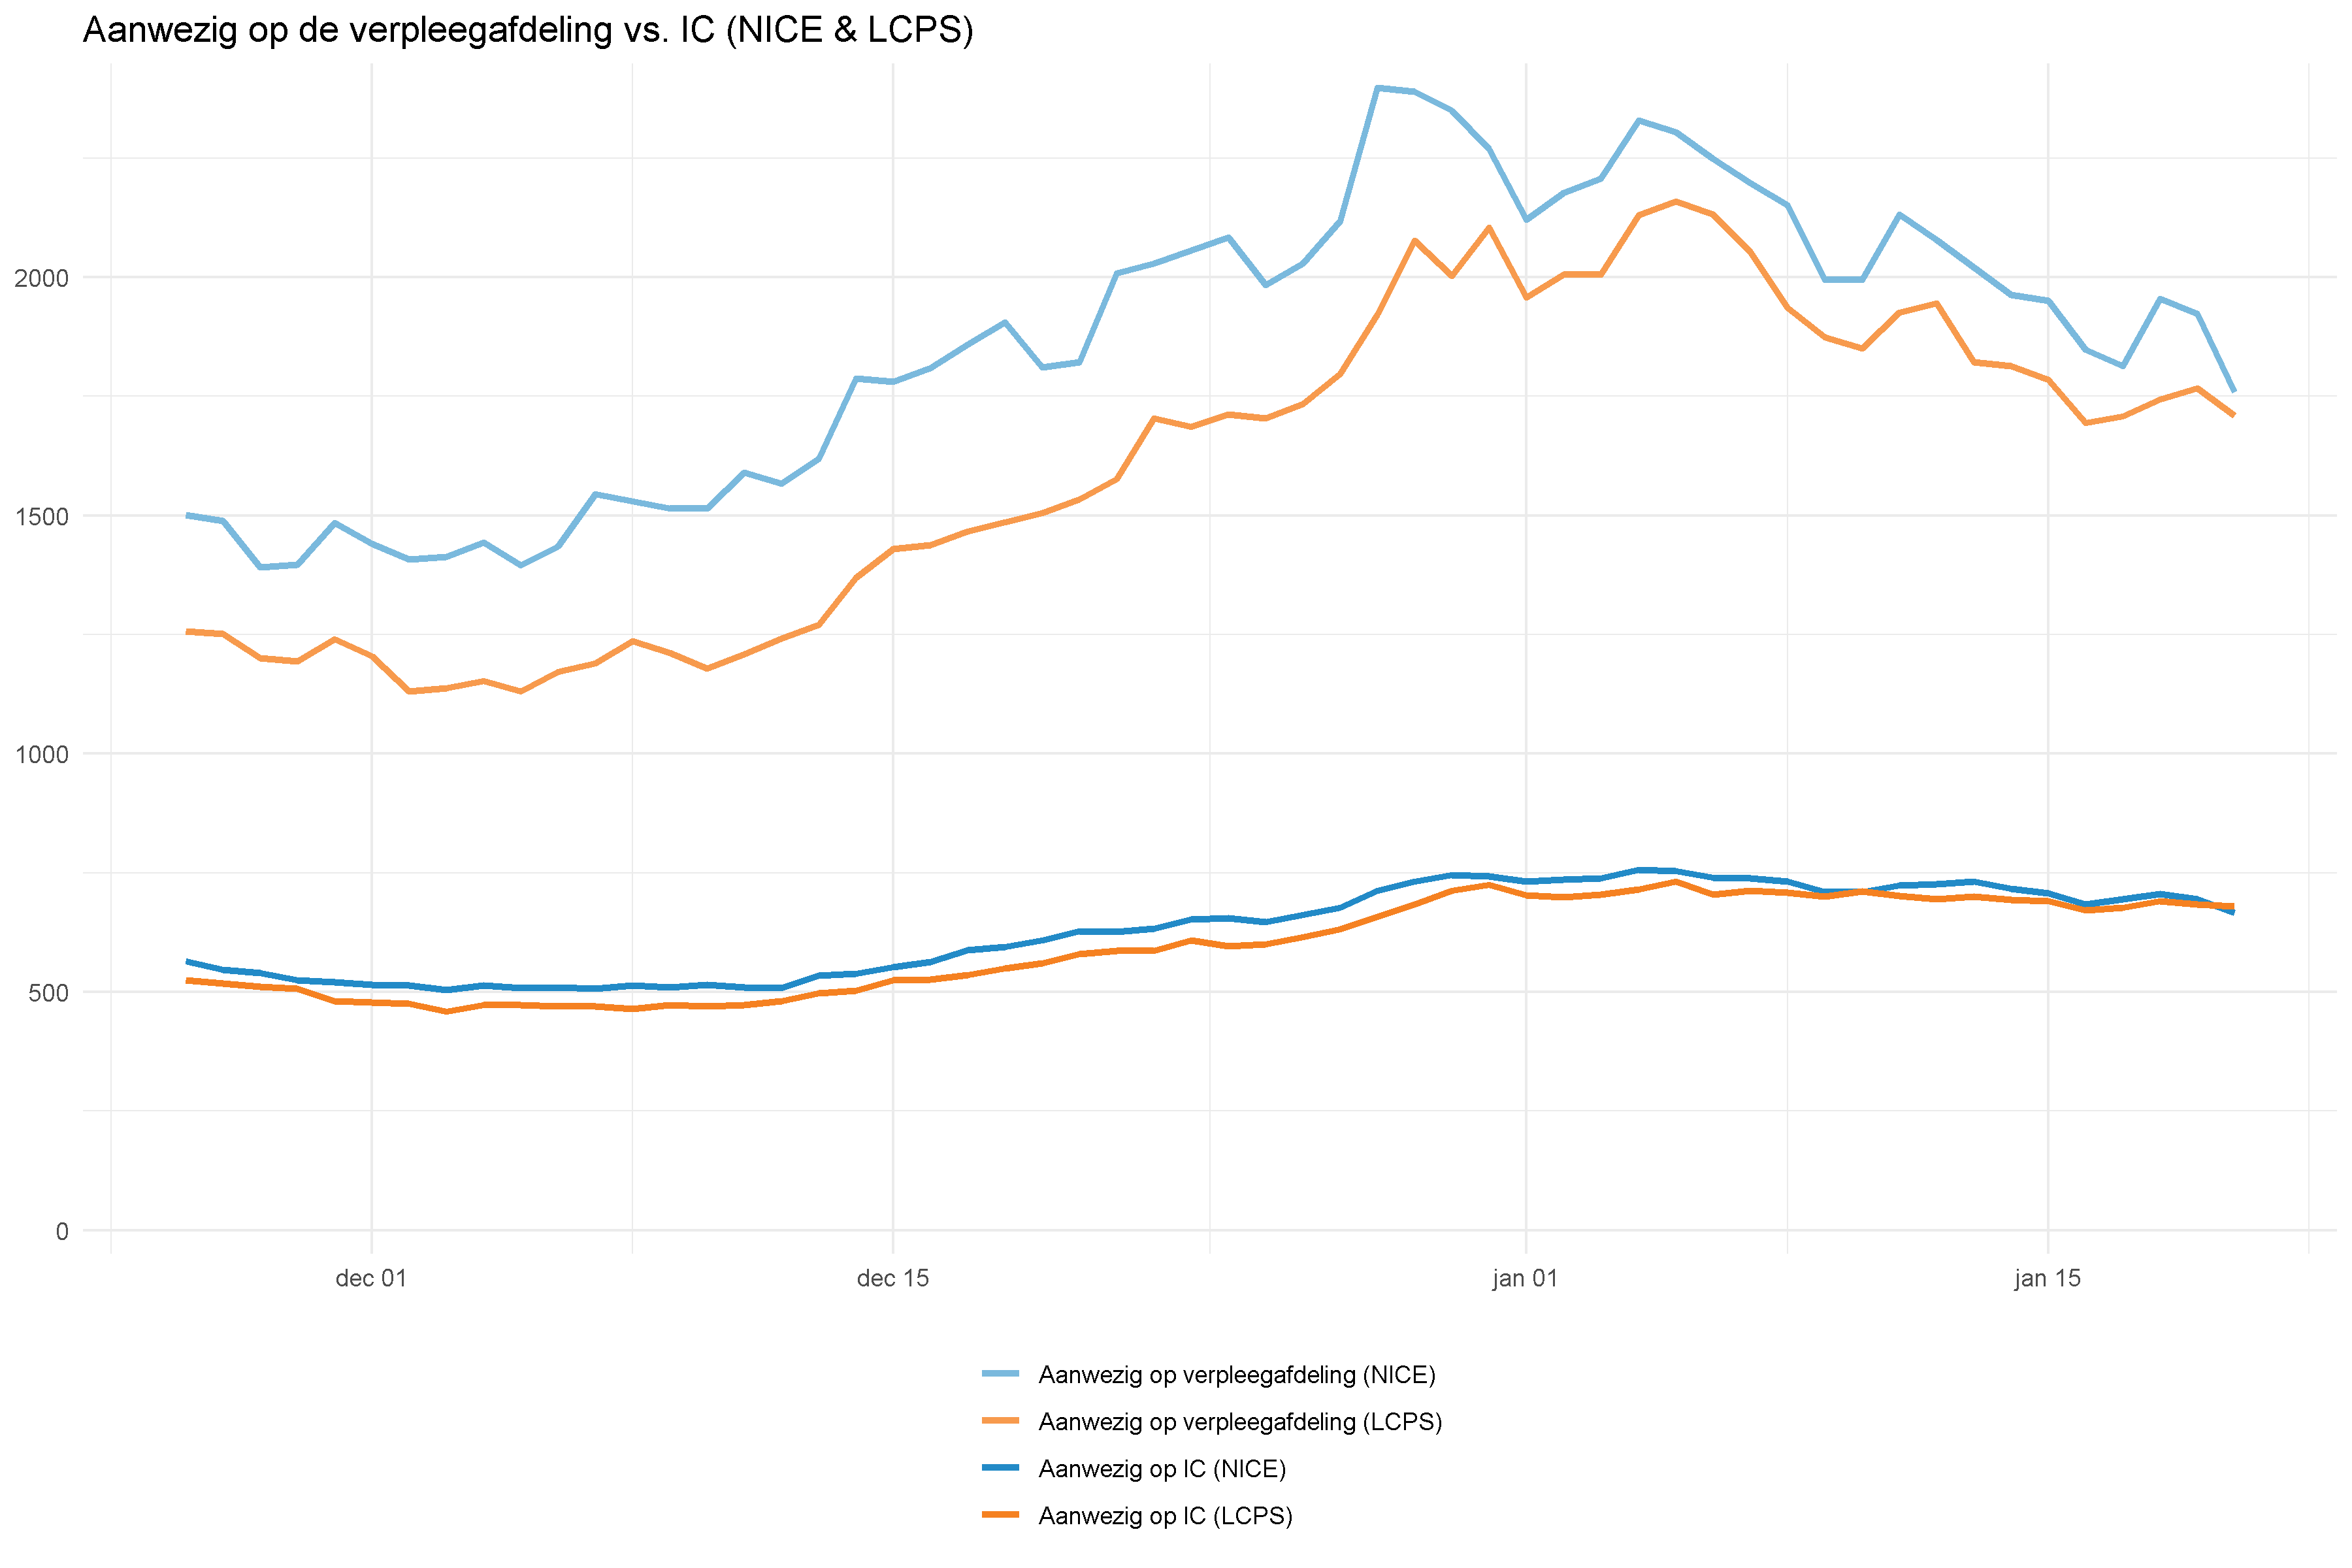 Aanwezig op de verpleegafdeling vs. IC (NICE & LCPS)
2000
1500
1000
500
0
dec 01
dec 15
jan 01
jan 15
Aanwezig op verpleegafdeling (NICE)
Aanwezig op verpleegafdeling (LCPS)
Aanwezig op IC (NICE)
Aanwezig op IC (LCPS)